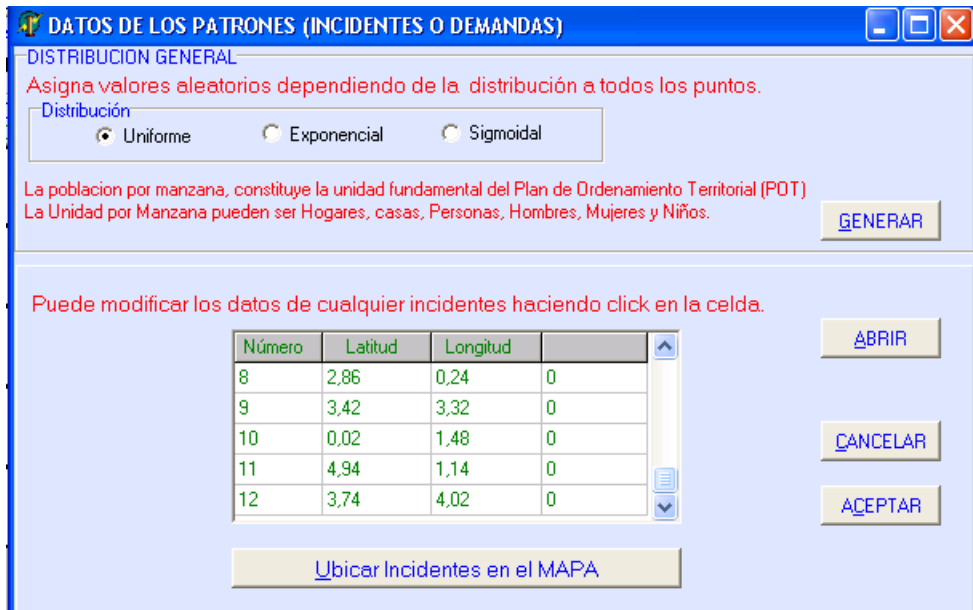 DATOS DE LOS PATRONES (INCIDENTES O DEMANDAS)
DISTRIBUCION GENERAL
Asigna valores aleatorios dependiendo de la distribución a todos los puntos.
Distribución
Uniforme Exponencial Sigmoidal
La poblacion por manzana, constituye la unidad fundamental del Plan de Ordenamiento Territorial (POT)
La Unidad por Manzana pueden ser Hogares, casas, Personas, Hombres, Mujeres y Niños.
GENERAR
Puede modificar los datos de cualquier incidentes haciendo click en la celda.
Número Latitud Longitud
8 2,86 0,24 0
9 3,42 3,32 0
10 0,02 1,48 0
11 4,94 1,14 0
12 3,74 4,02 0
ABRIR
CANCELAR
ACEPTAR
Ubicar Incidentes en el MAPA